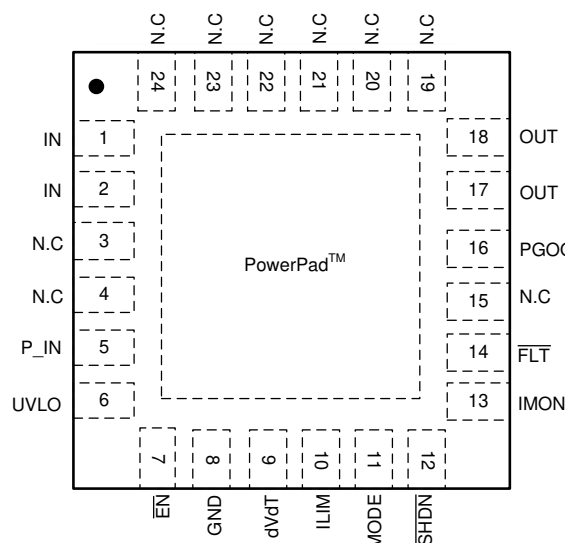 N.C N.C N.C N.C N.C N.C
24 23 22 21 20 19
IN 1 18 OUT
IN 2 17 OUT
N.C 3 16 PGOO
N.C 4 15 N.C
P_IN 5 14 FLT
UVLO 6 13 IMON
PowerPad™
7 8 9 10 11 12
EN GND dVdT ILIM MODE SHDN